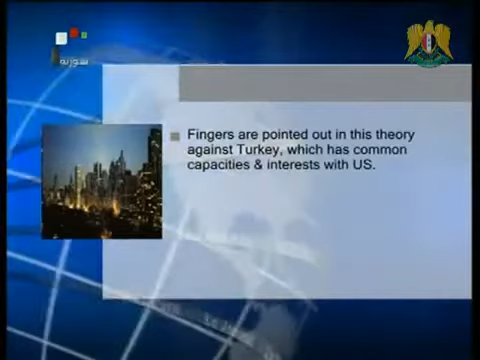 سورية
Fingers are pointed out in this theory
against Turkey, which has common
capacities & interests with US.